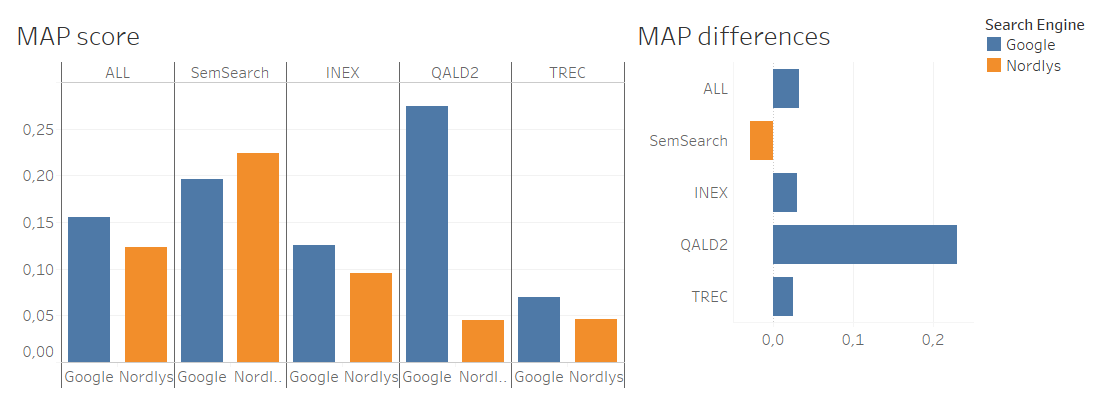 MAP score
ALL SemSearch INEX QALD2 TREC
0,25
0,20
0,15
0,10
0,05
0,00
Google Nordlys Google Nordl.. Google Nordlys Google Nordl.. Google Nordlys
MAP differences
ALL
SemSearch
INEX
QALD2
TREC
0,0 0,1 0,2
Search Engine
Google
Nordlys